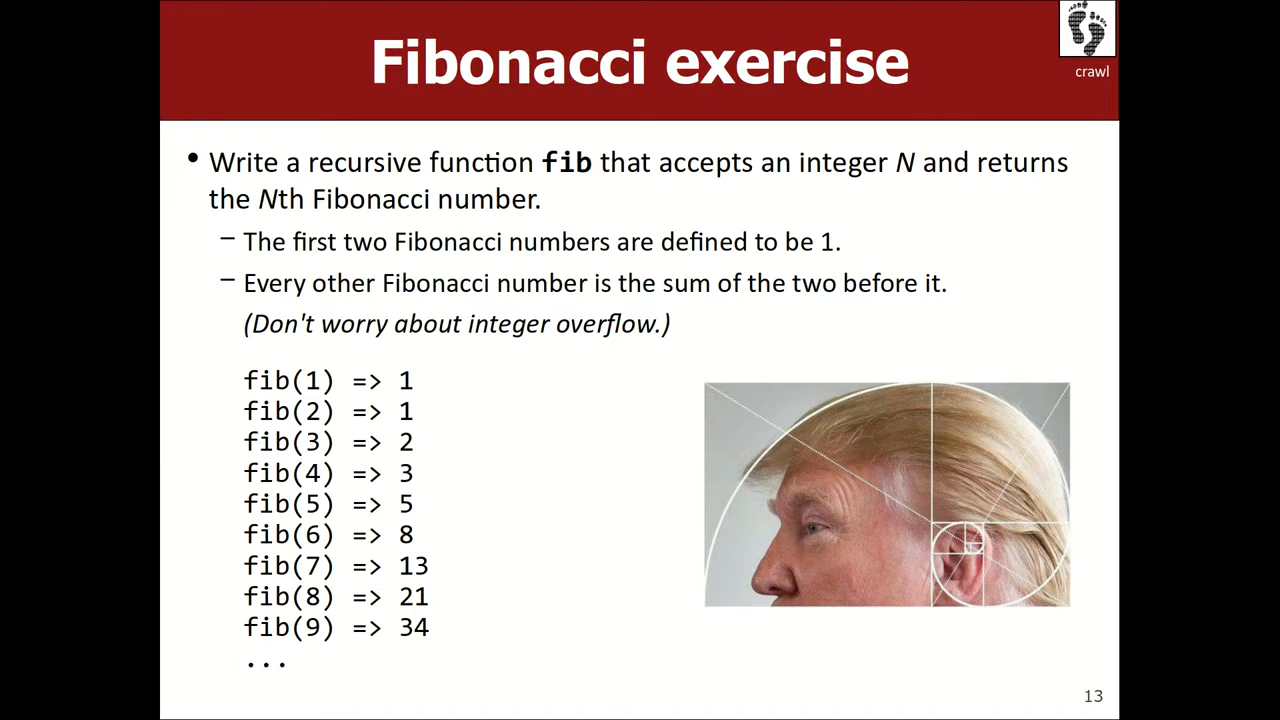 Fibonacci exercise
crawl
• Write a recursive function fib that accepts an integer N and returns
the Nth Fibonacci number.
– The first two Fibonacci numbers are defined to be 1.
– Every other Fibonacci number is the sum of the two before it.
(Don't worry about integer overflow.)
fib(1) => 1
fib(2) => 1
fib(3) => 2
fib(4) => 3
fib(5) => 5
fib(6) => 8
fib(7) => 13
fib(8) => 21
fib(9) => 34
...
13